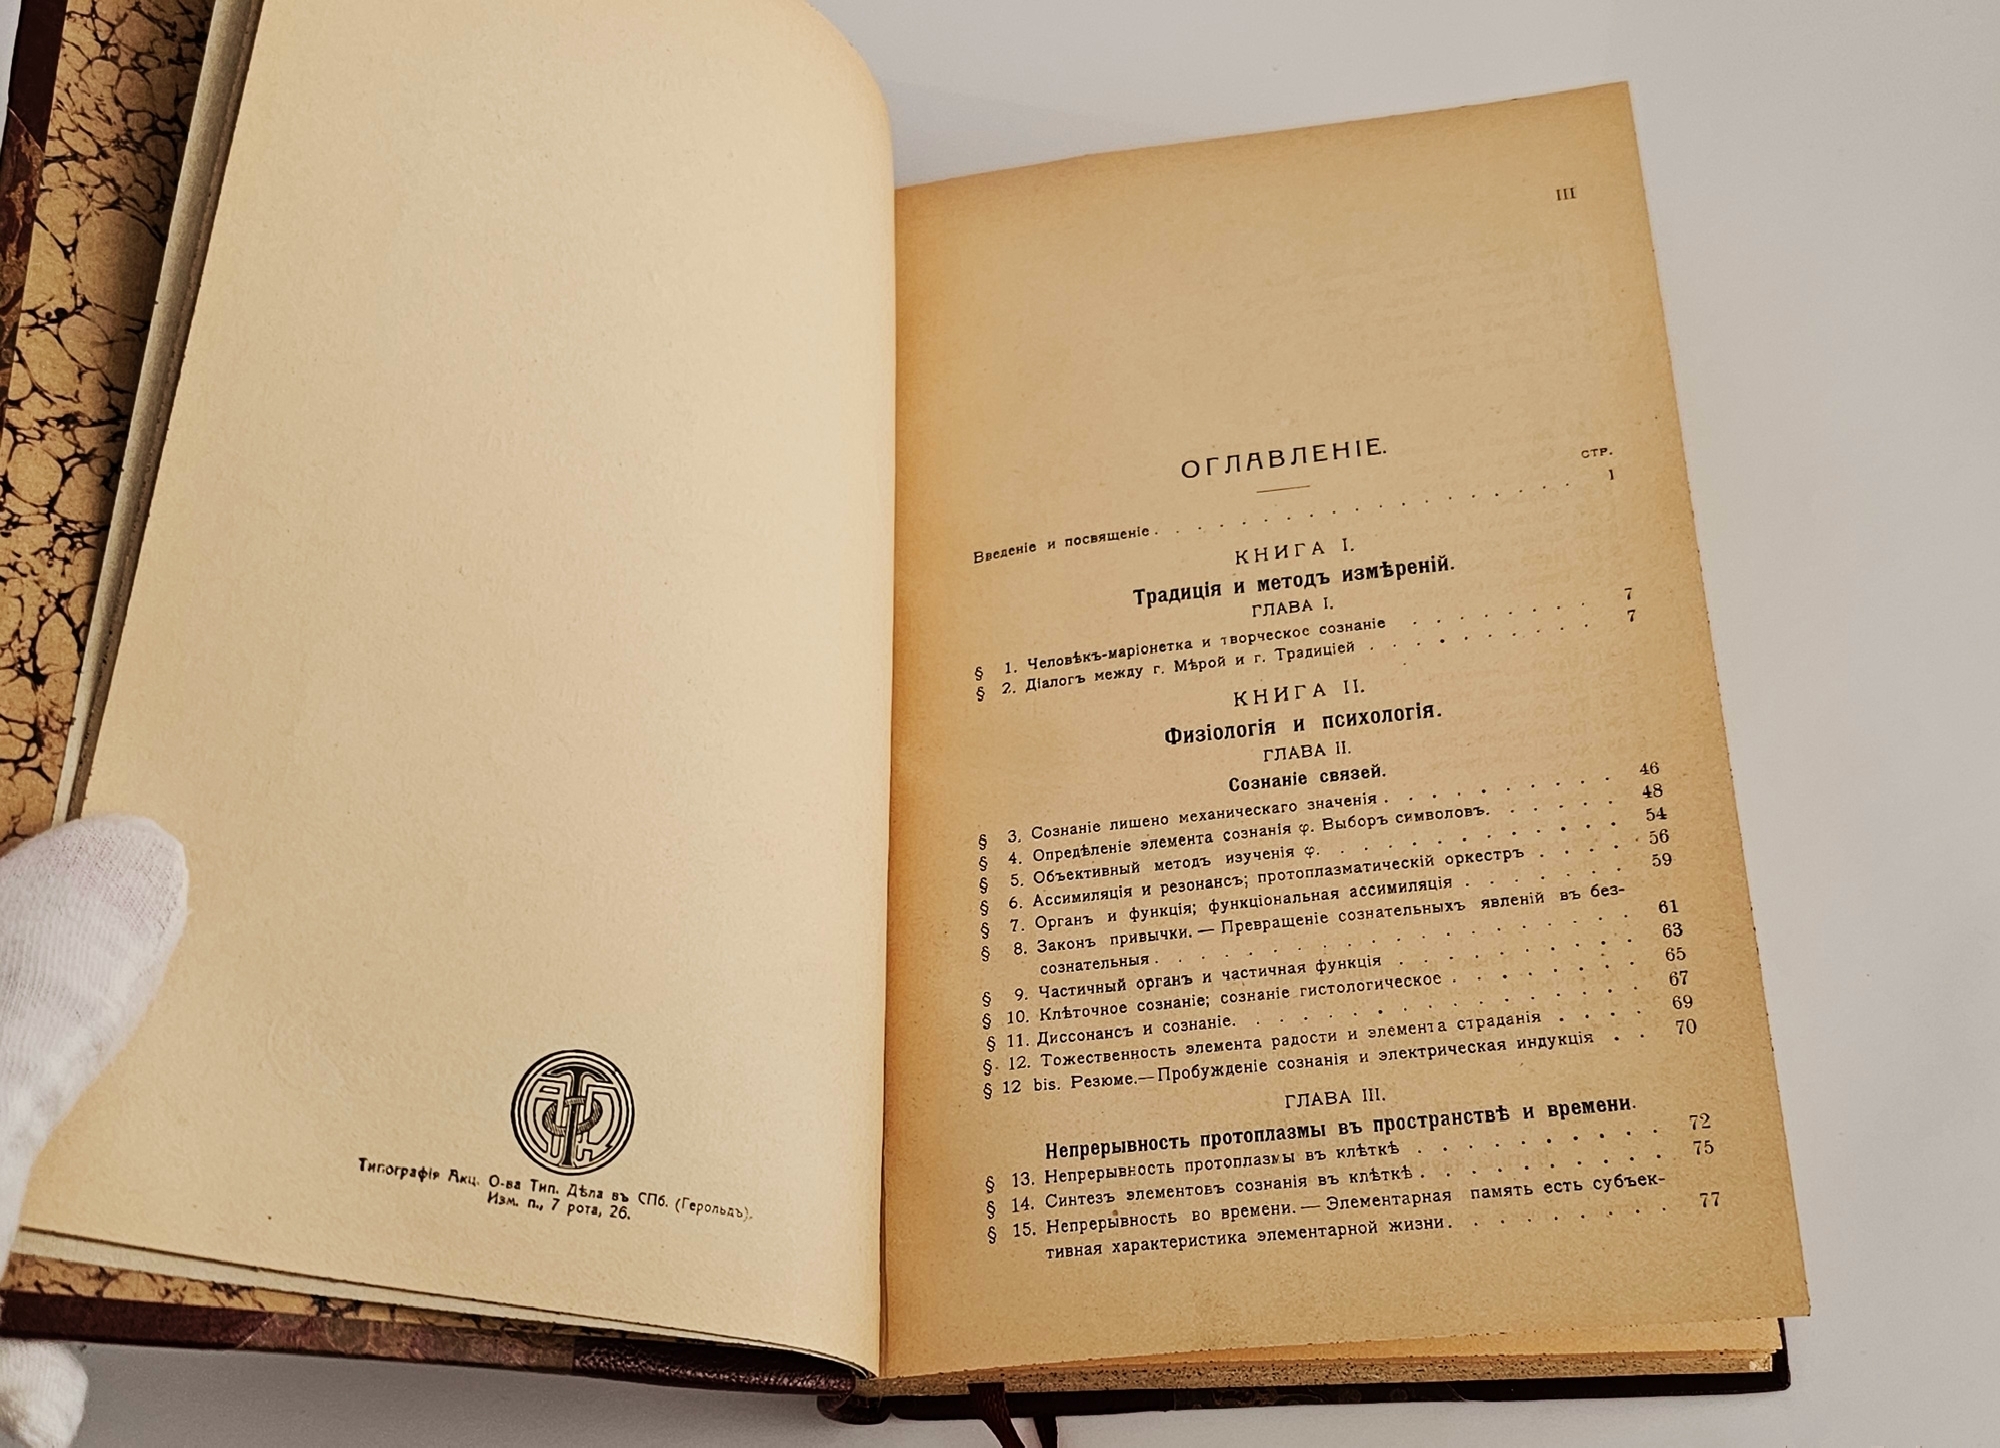 Типографія Акц. О-ва Тип. Дѣла въ СПб. (Герольдъ).
Изм. п., 7 рота, 26.
III
ОГЛАВЛЕНІЕ.
СТР.
Введеніе и посвященіе . . . . . . . . . . . . . . . . . . 1
КНИГА I.
Традиція и методъ измѣреній.
ГЛАВА I.
§ 1. Человѣкъ-маріонетка и творческое сознаніе . . . . . . . 7
§ 2. Діалогъ между г. Мѣрой и г. Традиціей . . . . . . . . 7
КНИГА II.
Физіологія и психологія.
ГЛАВА II.
Сознаніе связей.
§ 3. Сознаніе лишено механическаго значенія . . . . . . . . 46
§ 4. Опредѣленіе элемента сознанія φ. Выборъ символовъ. . . . . . 48
§ 5. Объективный методъ изученія φ. . . . . . . . . . . 54
§ 6. Ассимиляція и резонансъ; протоплазматическій оркестръ . . . . 56
§ 7. Органъ и функція; функціональная ассимиляція . . . . . . 59
§ 8. Законъ привычки. — Превращеніе сознательныхъ явленій въ без-
сознательныя . . . . . . . . . . . . . . . . . . 61
§ 9. Частичный органъ и частичная функція . . . . . . . . 63
§ 10. Клѣточное сознаніе; сознаніе гистологическое . . . . . . . 65
§ 11. Диссонансъ и сознаніе. . . . . . . . . . . . . . . 67
§ 12. Тожественность элемента радости и элемента страданія . . . . 69
§ 12 bis. Резюме.—Пробужденіе сознанія и электрическая индукція . . 70
ГЛАВА III.
Непрерывность протоплазмы въ пространствѣ и времени.
§ 13. Непрерывность протоплазмы въ клѣткѣ . . . . . . . . 72
§ 14. Синтезъ элементовъ сознанія въ клѣткѣ . . . . . . . . . 75
§ 15. Непрерывность во времени. — Элементарная память есть субъек-
тивная характеристика элементарной жизни. . . . . . . . 77